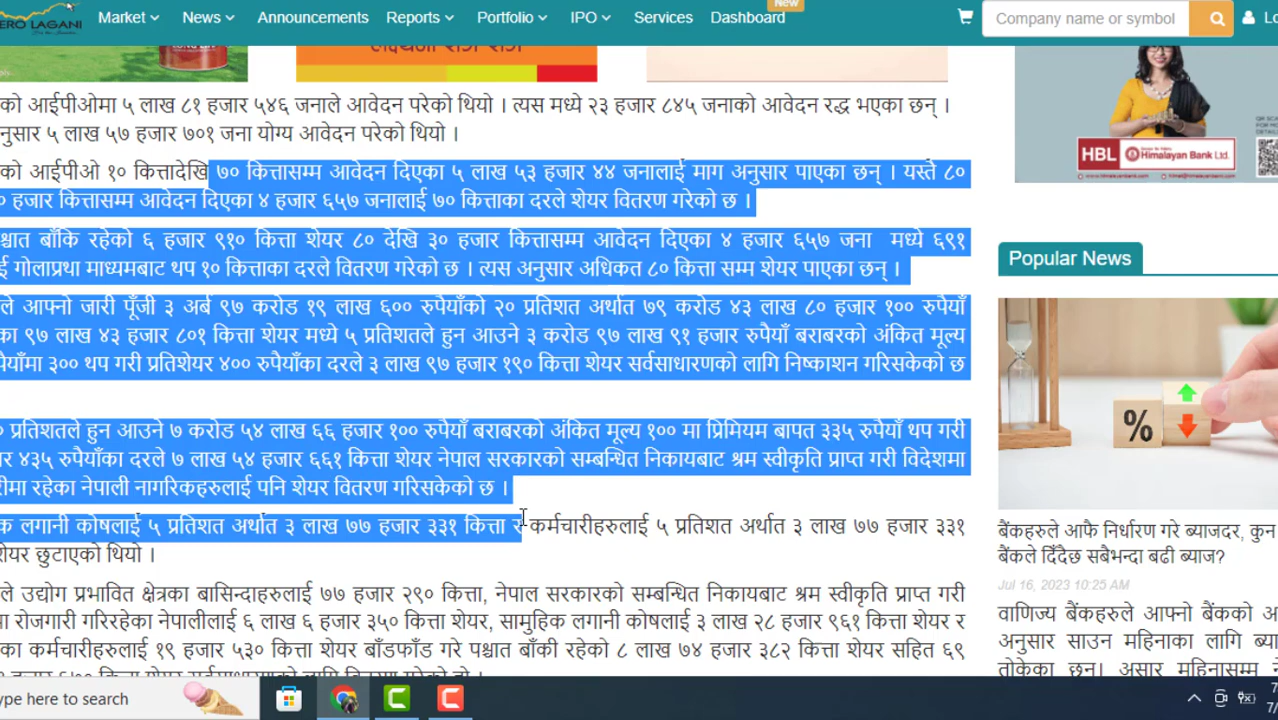 ERO LAGANI
Market
News
Announcements
Reports
Portfolio
IPO
Services
Dashboard
New
Company name or symbol
Lo
को आईपीओमा ५ लाख ८१ हजार ५४६ जनाले आवेदन परेको थियो । त्यस मध्ये २३ हजार ८४५ जनाको आवेदन रद्ध भएका छन् ।
नुसार ५ लाख ५७ हजार ७०१ जना योग्य आवेदन परेको थियो ।
को आईपीओ १० कित्तादेखि ७० कित्तासम्म आवेदन दिएका ५ लाख ५३ हजार ४४ जनालाई माग अनुसार पाएका छन् । यस्तै ८०
० हजार कित्तासम्म आवेदन दिएका ४ हजार ६५७ जनालाई ७० कित्ताका दरले शेयर वितरण गरेको छ ।
श्चात बाँकि रहेको ६ हजार ९१० कित्ता शेयर ८० देखि ३० हजार कित्तासम्म आवेदन दिएका ४ हजार ६५७ जना मध्ये ६९१
ई गोलाप्रथा माध्यमबाट थप १० कित्ताका दरले वितरण गरेको छ । त्यस अनुसार अधिकत ८० कित्ता सम्म शेयर पाएका छन् ।
ले आफ्नो जारी पूँजी ३ अर्ब ९७ करोड १९ लाख ६०० रुपैयाँको २० प्रतिशत अर्थात ७९ करोड ४३ लाख ८० हजार १०० रुपैयाँ
का ९७ लाख ४३ हजार ८०१ कित्ता शेयर मध्ये ५ प्रतिशतले हुन आउने ३ करोड ९७ लाख ९१ हजार रुपैयाँ बराबरको अंकित मूल्य
पैयाँमा ३०० थप गरी प्रतिशेयर ४०० रुपैयाँका दरले ३ लाख ९७ हजार १९० कित्ता शेयर सर्वसाधारणको लागि निष्काशन गरिसकेको छ
० प्रतिशतले हुन आउने ७ करोड ५४ लाख ६६ हजार १०० रुपैयाँ बराबरको अंकित मूल्य १०० मा प्रिमियम बापत ३३५ रुपैयाँ थप गरी
र ४३५ रुपैयाँका दरले ७ लाख ५४ हजार ६६१ कित्ता शेयर नेपाल सरकारको सम्बन्धित निकायबाट श्रम स्वीकृति प्राप्त गरी विदेशमा
रीमा रहेका नेपाली नागरिकहरुलाई पनि शेयर वितरण गरिसकेको छ ।
क लगानी कोषलाई ५ प्रतिशत अर्थात ३ लाख ७७ हजार ३३१ कित्ता र कर्मचारीहरुलाई ५ प्रतिशत अर्थात ३ लाख ७७ हजार ३३१
शेयर छुटाएको थियो ।
ले उद्योग प्रभावित क्षेत्रका बासिन्दाहरुलाई ७७ हजार २९० कित्ता, नेपाल सरकारको सम्बन्धित निकायबाट श्रम स्वीकृति प्राप्त गरी
मा रोजगारी गरिरहेका नेपालीलाई ६ लाख ६ हजार ३५० कित्ता शेयर, सामुहिक लगानी कोषलाई ३ लाख २८ हजार ९६१ कित्ता शेयर र
का कर्मचारीहरुलाई १९ हजार ५३० कित्ता शेयर बाँडफाँड गरे पश्चात बाँकी रहेको ८ लाख ७४ हजार ३८२ कित्ता शेयर सहित ६९
HBL Himalayan Bank Ltd.
Popular News
%
बैंकहरुले आफै निर्धारण गरे ब्याजदर, कुन
बैंकले दिँदैछ सबैभन्दा बढी ब्याज?
Jul 16, 2023 10:25 AM
वाणिज्य बैंकहरुले आफ्नो बैंकको अ
अनुसार साउन महिनाका लागि ब्या
तोकेका छन्। असार महिनासम्म
ype here to search